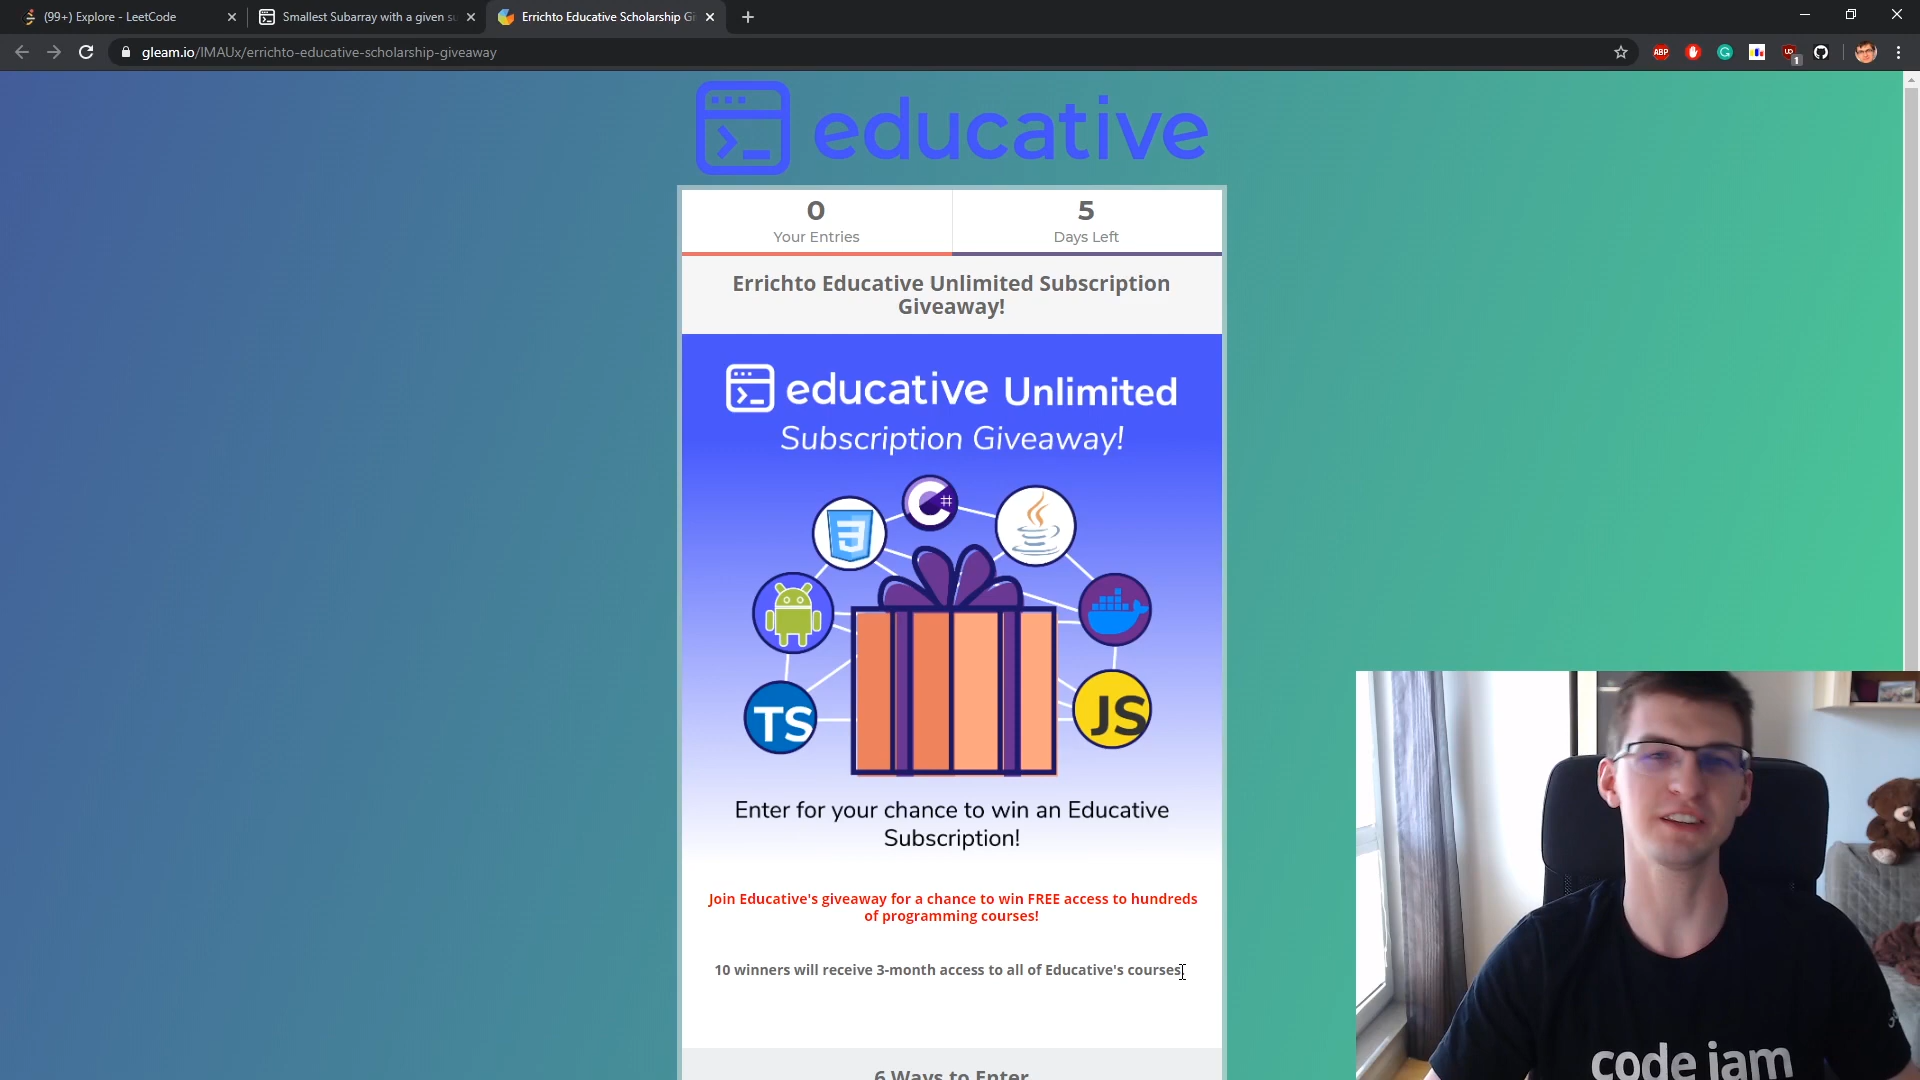 (99+) Explore - LeetCode
Smallest Subarray with a given su
Errichto Educative Scholarship Gi
gleam.io/IMAUx/errichto-educative-scholarship-giveaway
ABP
1
educative
0
Your Entries
5
Days Left
Errichto Educative Unlimited Subscription
Giveaway!
educative Unlimited
Subscription Giveaway!
C#
3
TS
JS
Enter for your chance to win an Educative
Subscription!
Join Educative's giveaway for a chance to win FREE access to hundreds
of programming courses!
10 winners will receive 3-month access to all of Educative's courses.
6 Ways to Enter
code jam